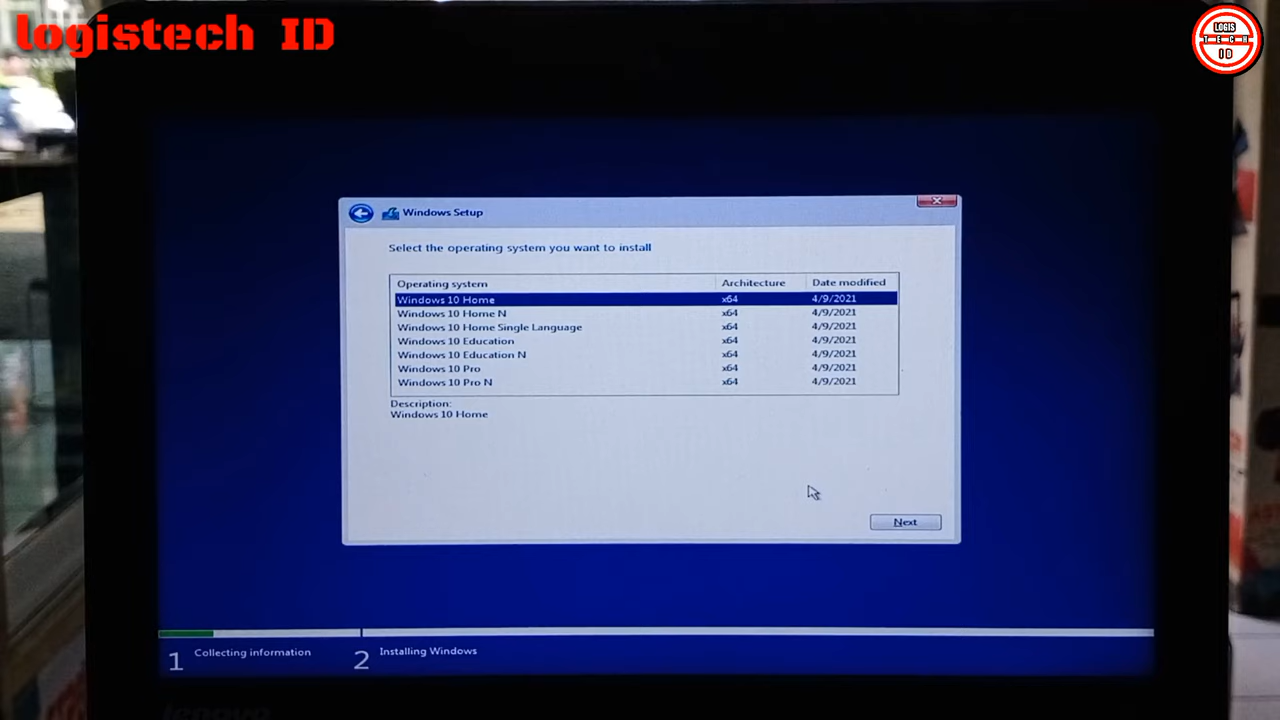 logistech ID
LOGIS
TECH
OD
Windows Setup
Select the operating system you want to install
Operating system Architecture Date modified
Windows 10 Home x64 4/9/2021
Windows 10 Home N x64 4/9/2021
Windows 10 Home Single Language x64 4/9/2021
Windows 10 Education x64 4/9/2021
Windows 10 Education N x64 4/9/2021
Windows 10 Pro x64 4/9/2021
Windows 10 Pro N x64 4/9/2021
Description:
Windows 10 Home
Next
1 Collecting information 2 Installing Windows
lenovo